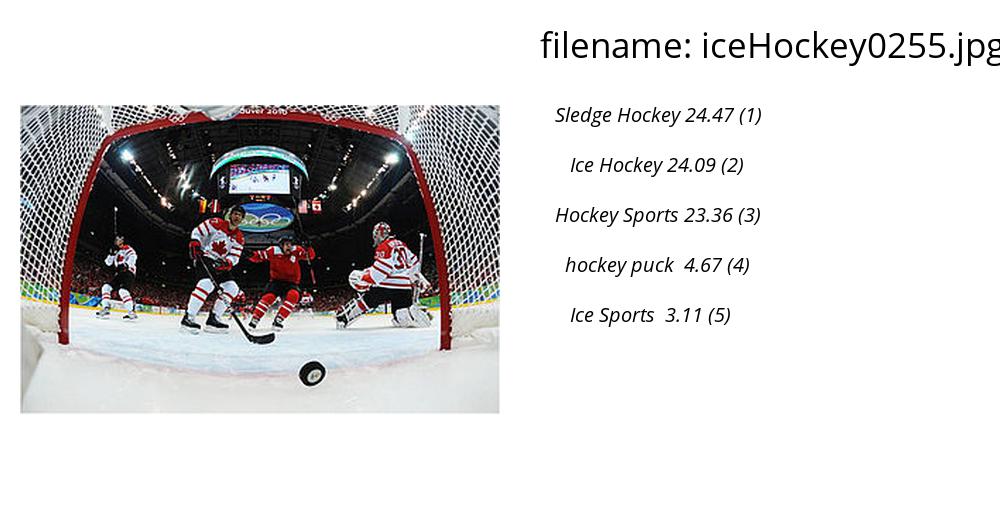 filename: iceHockey0255.jpg
Sledge Hockey 24.47 (1)
Ice Hockey 24.09 (2)
Hockey Sports 23.36 (3)
hockey puck 4.67 (4)
Ice Sports 3.11 (5)